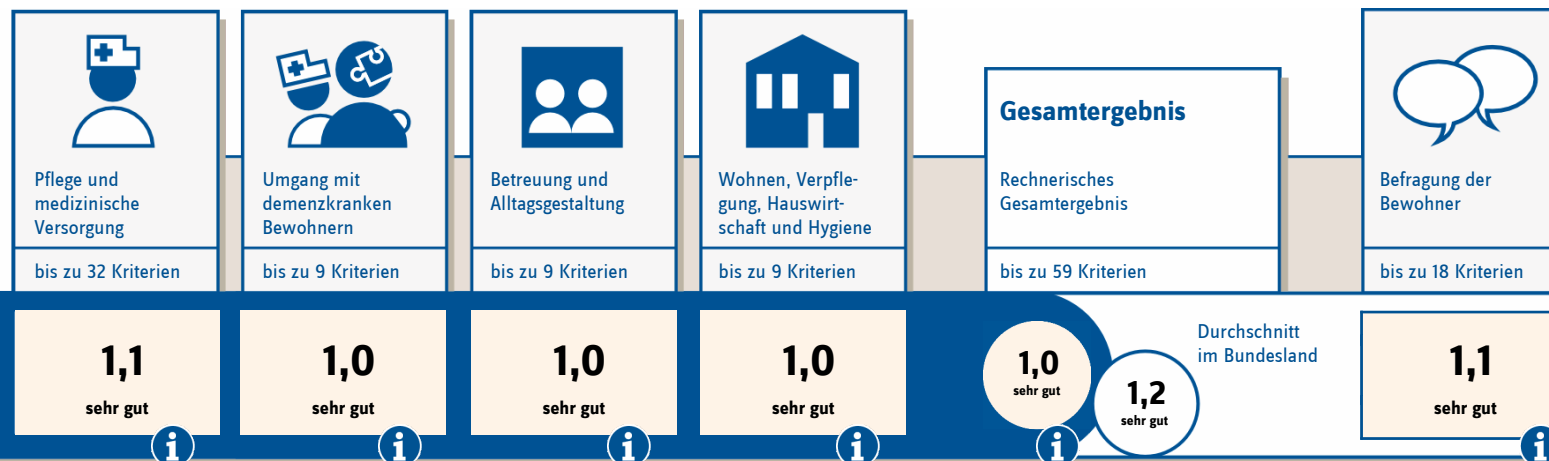 Pflege und
medizinische
Versorgung
bis zu 32 Kriterien
1,1
sehr gut
i
Umgang mit
demenzkranken
Bewohnern
bis zu 9 Kriterien
1,0
sehr gut
i
Betreuung und
Alltagsgestaltung
bis zu 9 Kriterien
1,0
sehr gut
i
Wohnen, Verpfle-
gung, Hauswirt-
schaft und Hygiene
bis zu 9 Kriterien
1,0
sehr gut
i
Gesamtergebnis
Rechnerisches
Gesamtergebnis
bis zu 59 Kriterien
1,0
sehr gut
i
Durchschnitt
im Bundesland
1,2
sehr gut
Befragung der
Bewohner
bis zu 18 Kriterien
1,1
sehr gut
i